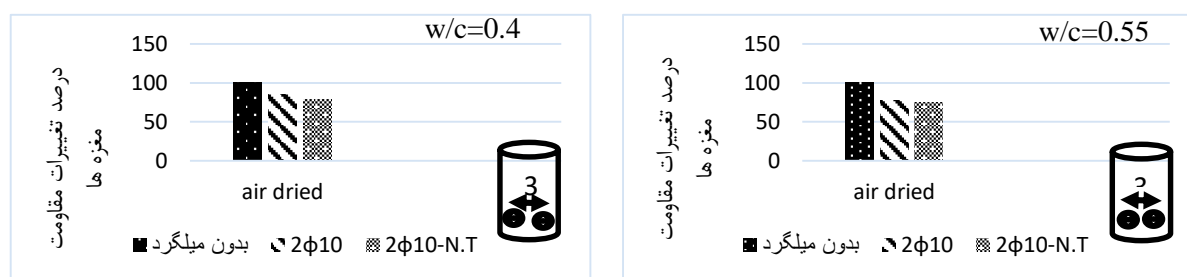 w/c=0.4
150
100
50
0
درصد تغییرات مقاومت
مغزه ها
air dried
3
بدون میلگرد
2ϕ10
2ϕ10-N.T
w/c=0.55
150
100
50
0
درصد تغییرات مقاومت
مغزه ها
air dried
بدون میلگرد
2ϕ10
2ϕ10-N.T